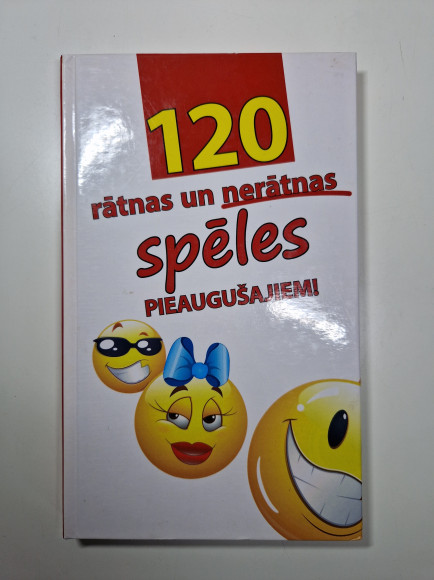 120
rātnas un nerātnas
spēles
PIEAUGUŠAJIEM!